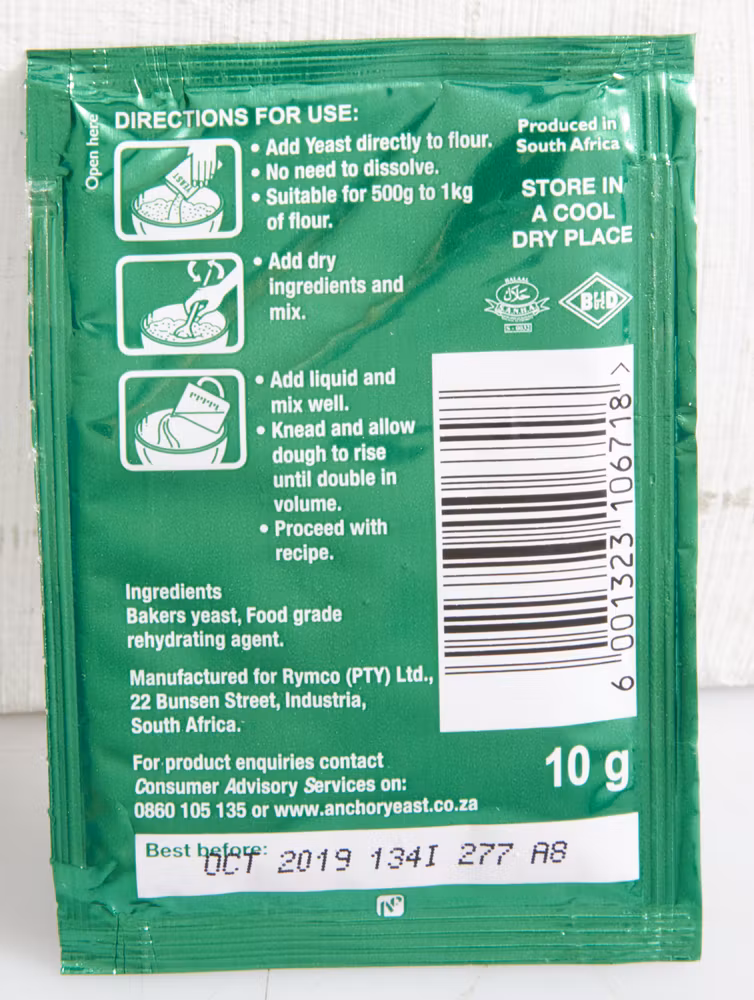 Open here
DIRECTIONS FOR USE:
• Add Yeast directly to flour.
• No need to dissolve.
• Suitable for 500g to 1kg
of flour.
YEAST
• Add dry
ingredients and
mix.
• Add liquid and
mix well.
• Knead and allow
dough to rise
until double in
volume.
• Proceed with
recipe.
Produced in
South Africa
STORE IN
A COOL
DRY PLACE
HALAAL
حلال
SANHA
6 001323 106718 >
Ingredients
Bakers yeast, Food grade
rehydrating agent.
Manufactured for Rymco (PTY) Ltd.,
22 Bunsen Street, Industria,
South Africa.
For product enquiries contact
Consumer Advisory Services on:
0860 105 135 or www.anchoryeast.co.za
10 g
Best before:
OCT 2019 134I 277 A8